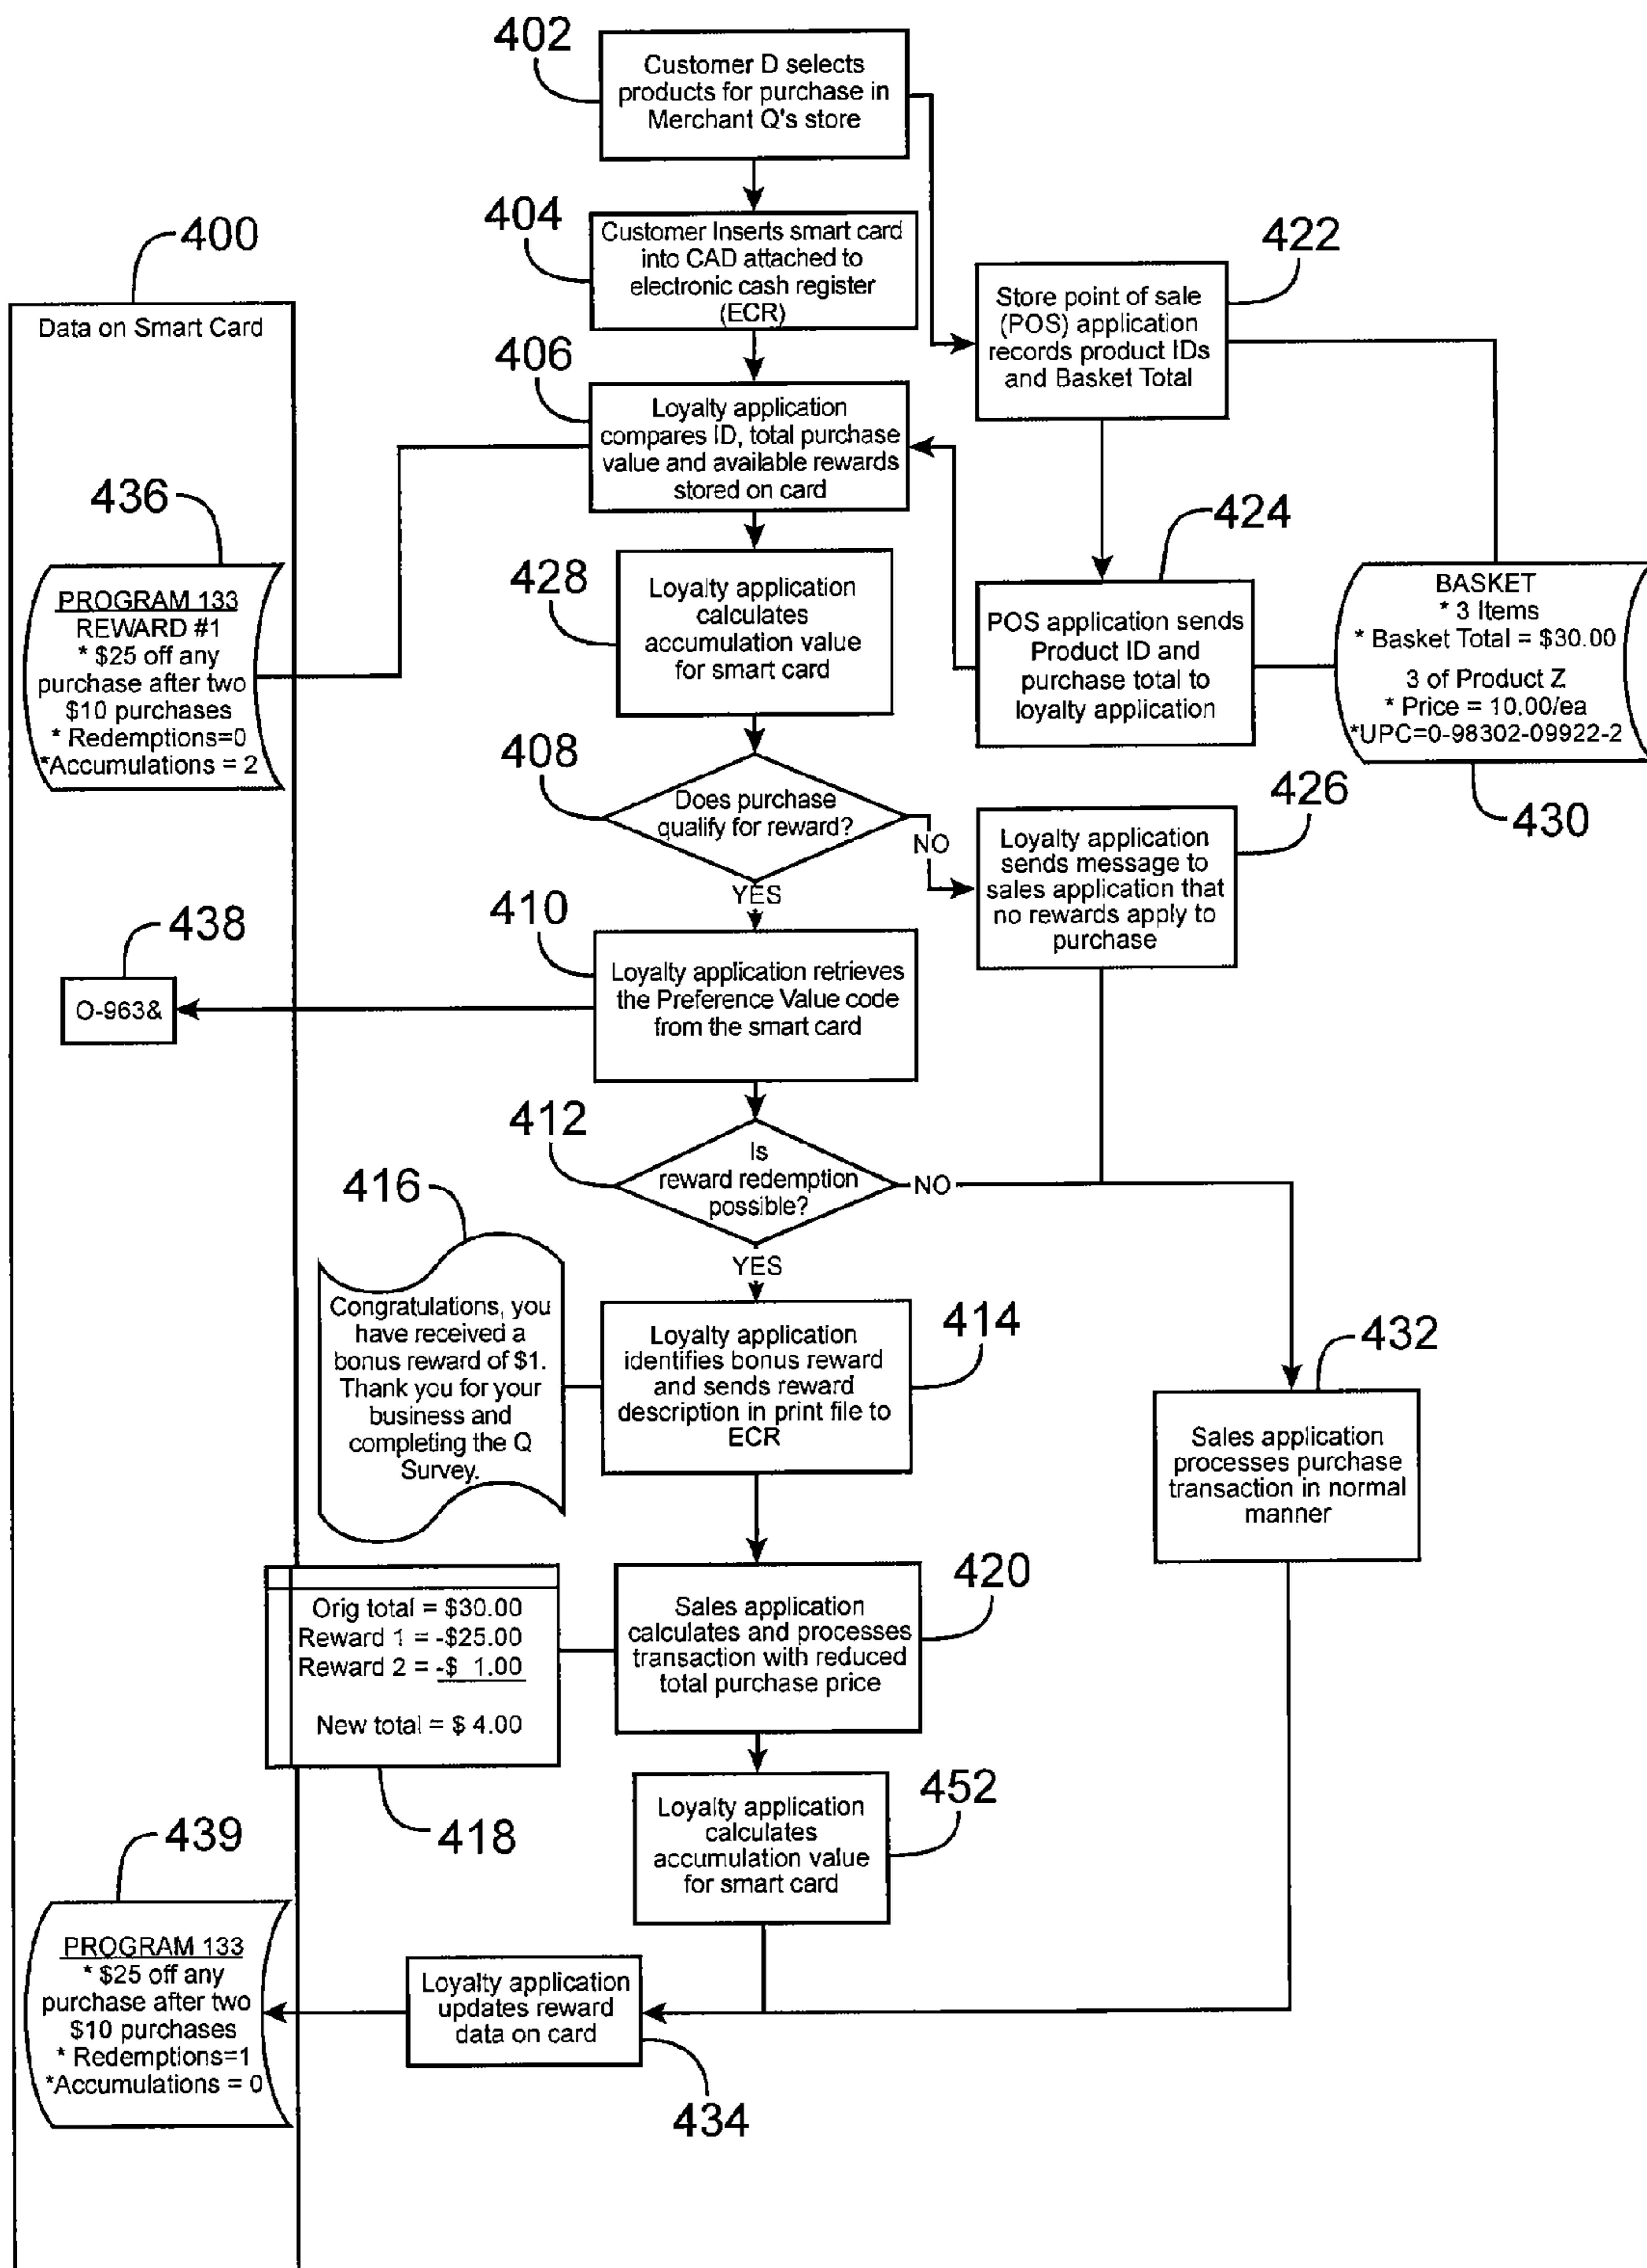 402
Customer D selects
products for purchase in
Merchant Q's store
404
Customer Inserts smart card
into CAD attached to
electronic cash register
(ECR)
422
Store point of sale
(POS) application
records product IDs
and Basket Total
400
Data on Smart Card
406
Loyalty application
compares ID, total purchase
value and available rewards
stored on card
436
PROGRAM 133
REWARD #1
* $25 off any
purchase after two
$10 purchases
* Redemptions=0
*Accumulations = 2
428
Loyalty application
calculates
accumulation value
for smart card
424
POS application sends
Product ID and
purchase total to
loyalty application
BASKET
* 3 Items
* Basket Total = $30.00
3 of Product Z
* Price = 10.00/ea
*UPC=0-98302-09922-2
430
408
Does purchase
qualify for reward?
NO
YES
426
Loyalty application
sends message to
sales application that
no rewards apply to
purchase
410
Loyalty application retrieves
the Preference Value code
from the smart card
438
O-963&
412
Is
reward redemption
possible?
NO
YES
416
Congratulations, you
have received a
bonus reward of $1.
Thank you for your
business and
completing the Q
Survey.
414
Loyalty application
identifies bonus reward
and sends reward
description in print file to
ECR
432
Sales application
processes purchase
transaction in normal
manner
Orig total = $30.00
Reward 1 = -$25.00
Reward 2 = -$ 1.00
New total = $ 4.00
418
420
Sales application
calculates and processes
transaction with reduced
total purchase price
452
Loyalty application
calculates
accumulation value
for smart card
439
PROGRAM 133
* $25 off any
purchase after two
$10 purchases
* Redemptions=1
*Accumulations = 0
Loyalty application
updates reward
data on card
434